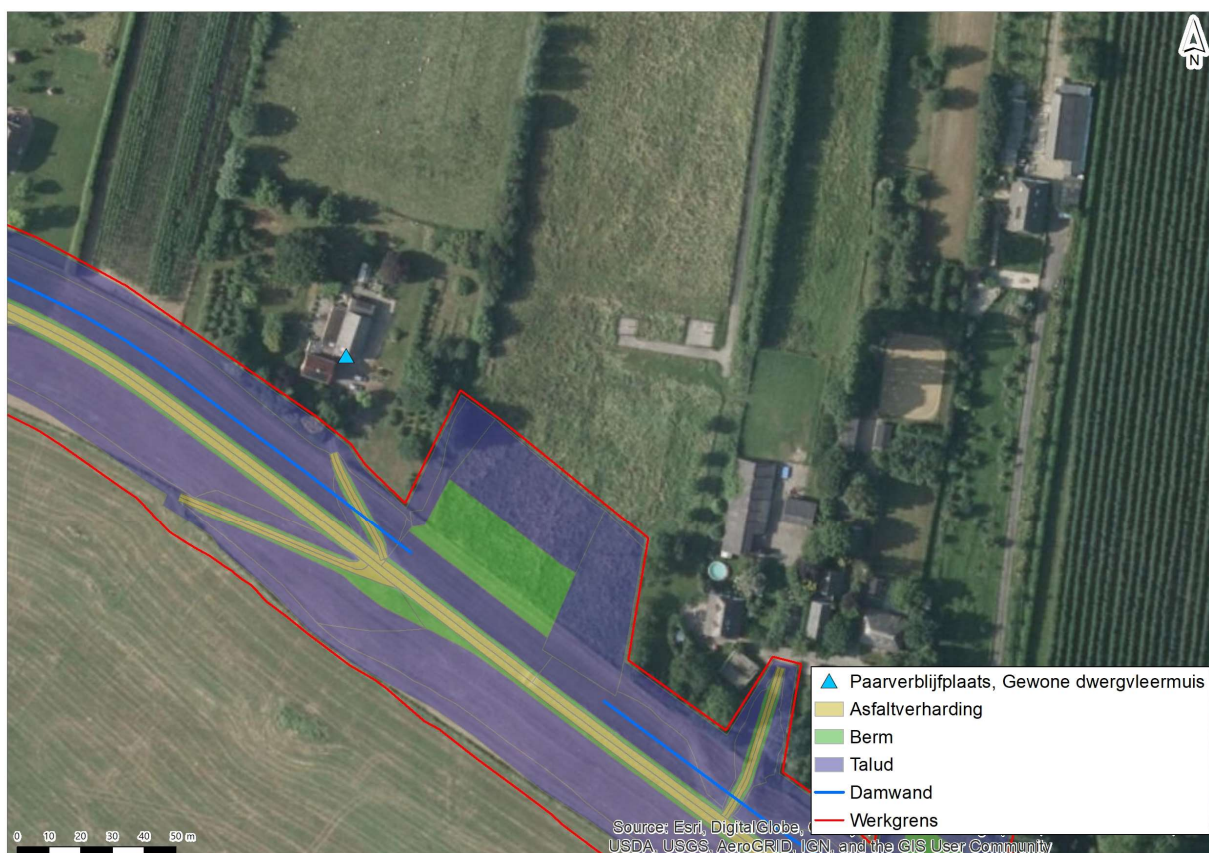 N
Paarverblijfplaats, Gewone dwergvleermuis
Asfaltverharding
Berm
Talud
Damwand
Werkgrens
0 10 20 30 40 50 m
Source: Esri, DigitalGlobe,
USDA, USGS, AeroGRID, IGN, and the GIS User Community